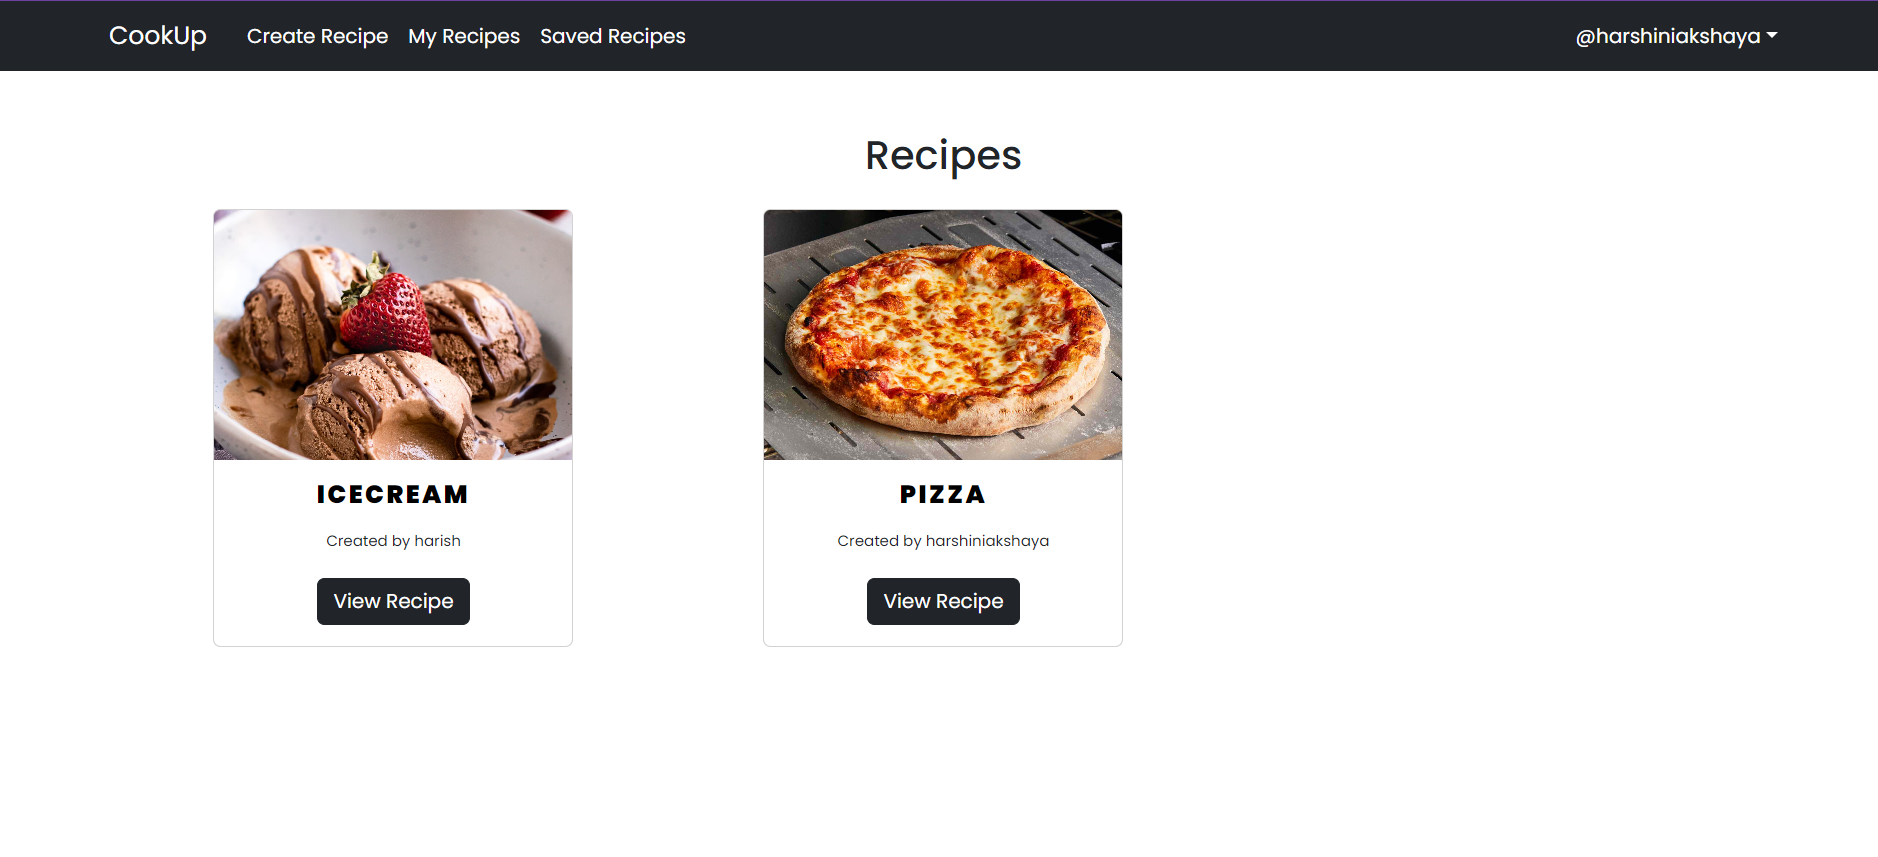 CookUp Create Recipe My Recipes Saved Recipes @harshiniakshaya
Recipes
ICECREAM
Created by harish
View Recipe
PIZZA
Created by harshiniakshaya
View Recipe